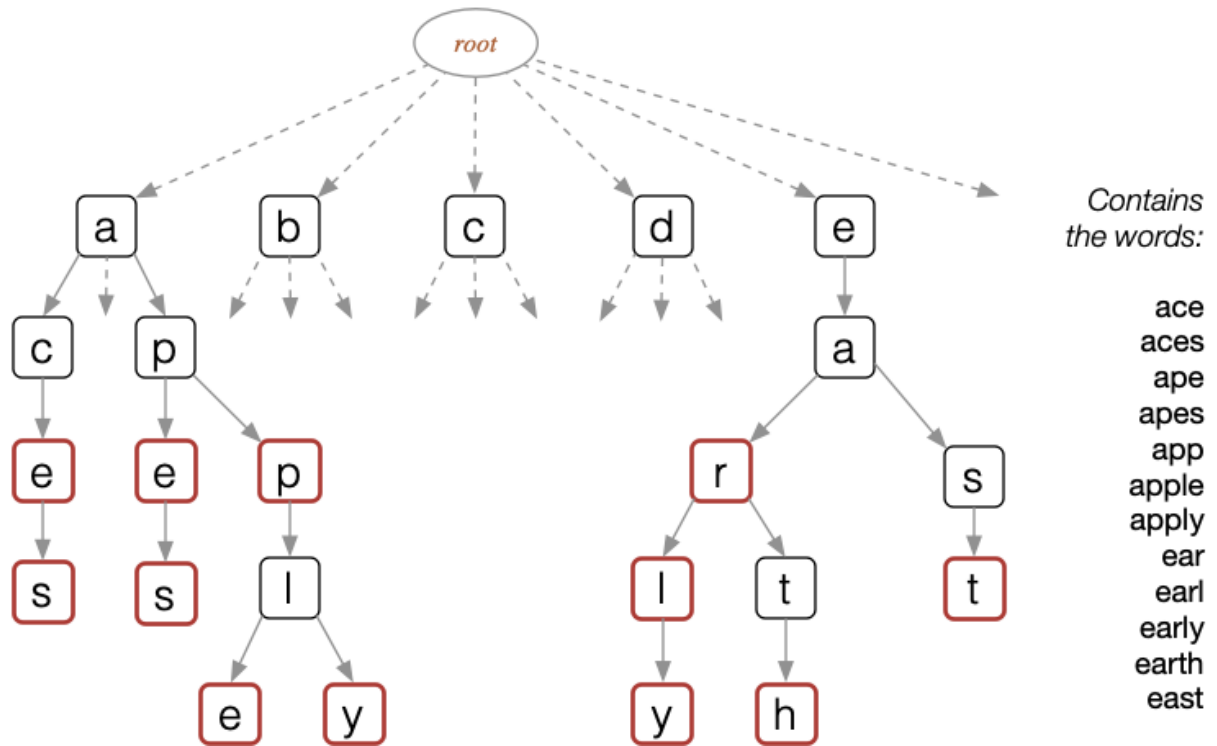 root
a
b
c
d
e
Contains
the words:
c
p
a
ace
aces
ape
apes
app
apple
apply
ear
earl
early
earth
east
e
e
p
r
s
s
s
l
l
t
t
e
y
y
h